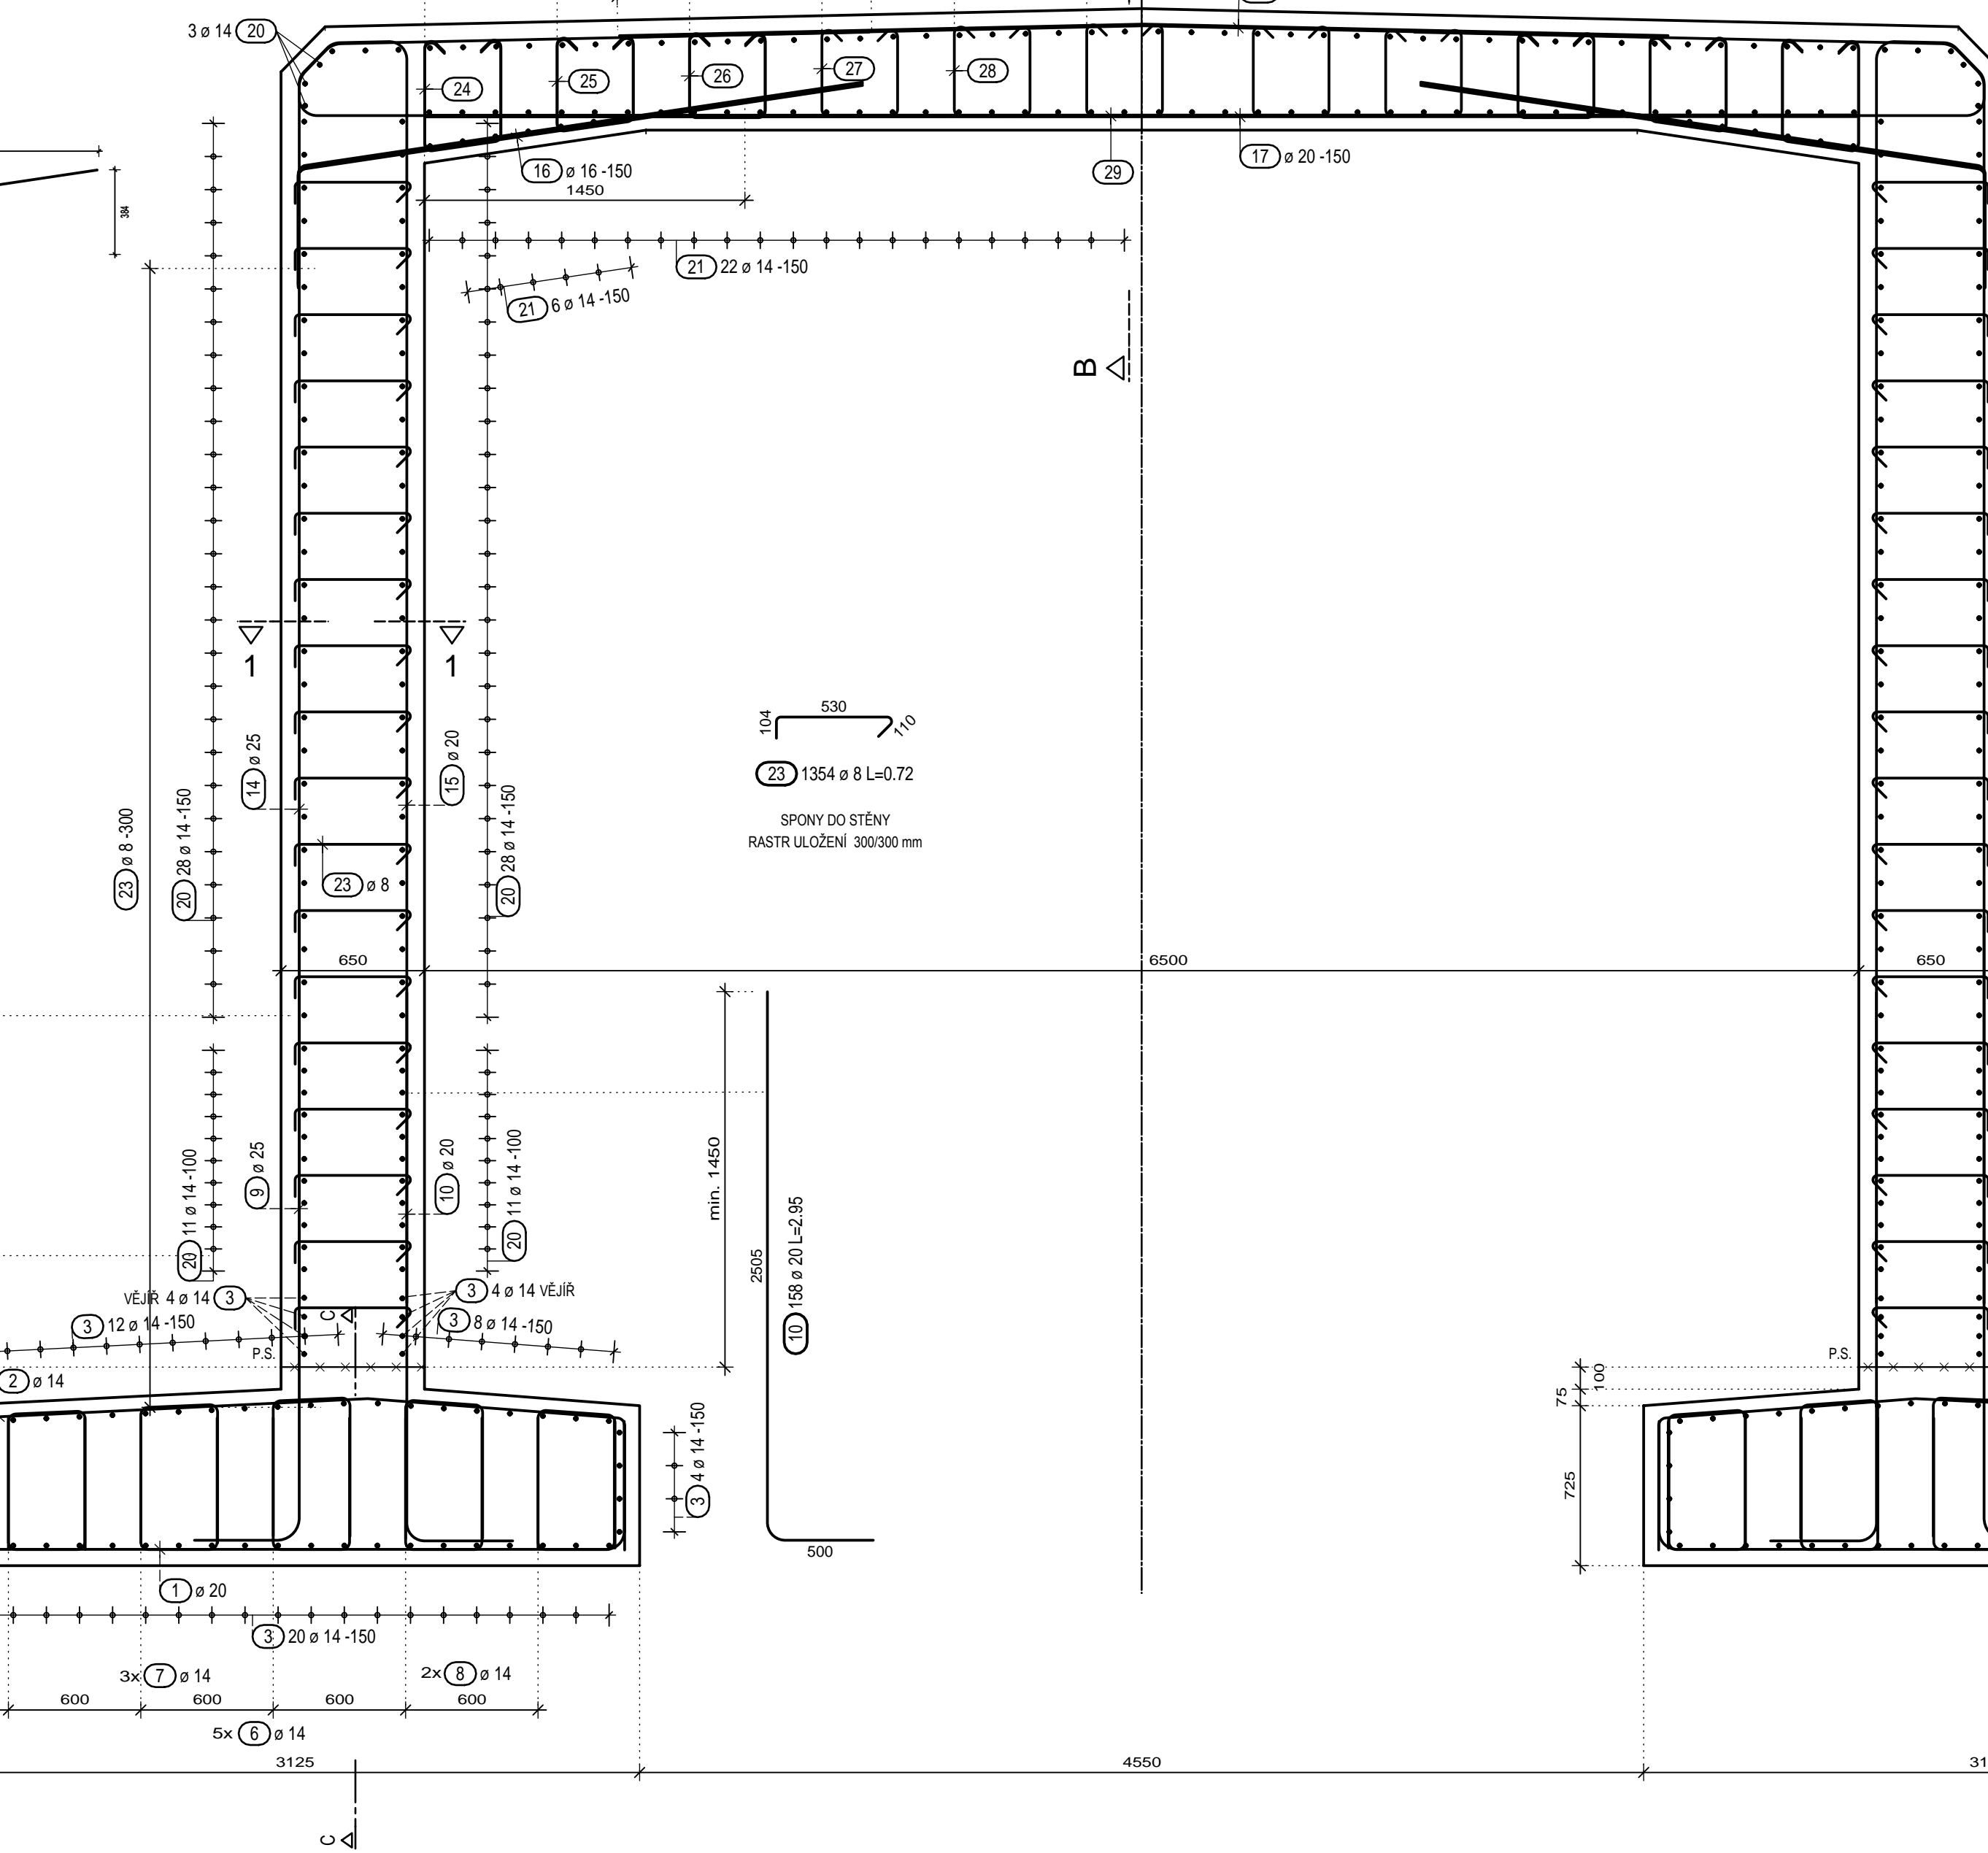 3 ø 14 20
24
25
26
27
28
16 ø 16 -150
1450
29
17 ø 20 -150
384
21 22 ø 14 -150
21 6 ø 14 -150
B
1
1
530
104
110
23 1354 ø 8 L=0.72
SPONY DO STĚNY
RASTR ULOŽENÍ 300/300 mm
14 ø 25
15 ø 20
23 ø 8 -300
20 28 ø 14 -150
20 28 ø 14 -150
23 ø 8
650
6500
650
20 11 ø 14 -100
9 ø 25
10 ø 20
20 11 ø 14 -100
min. 1450
2505
10 158 ø 20 L=2.95
500
VĚJÍŘ 4 ø 14 3
3 4 ø 14 VĚJÍŘ
3 12 ø 14 -150
3 8 ø 14 -150
C
P.S.
P.S.
2 ø 14
3 4 ø 14 -150
75
100
725
1 ø 20
3 20 ø 14 -150
3x 7 ø 14
2x 8 ø 14
600
600
600
600
5x 6 ø 14
3125
4550
C